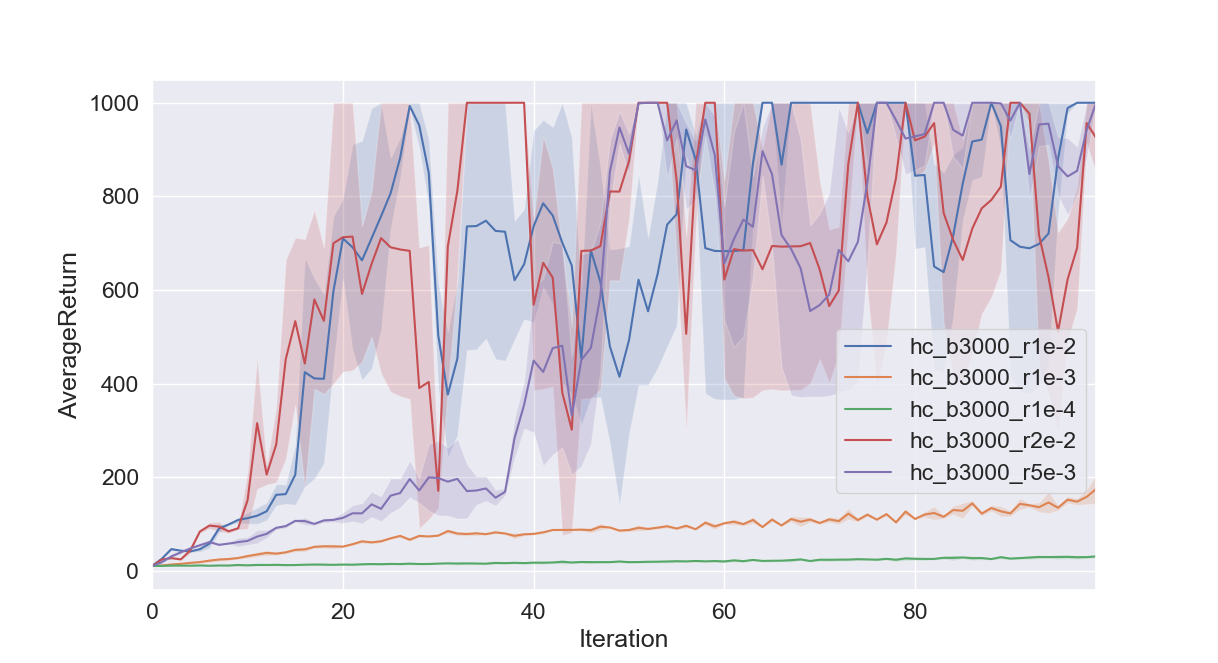 1000
800
600
400
200
0
AverageReturn
hc_b3000_r1e-2
hc_b3000_r1e-3
hc_b3000_r1e-4
hc_b3000_r2e-2
hc_b3000_r5e-3
0 20 40 60 80
Iteration